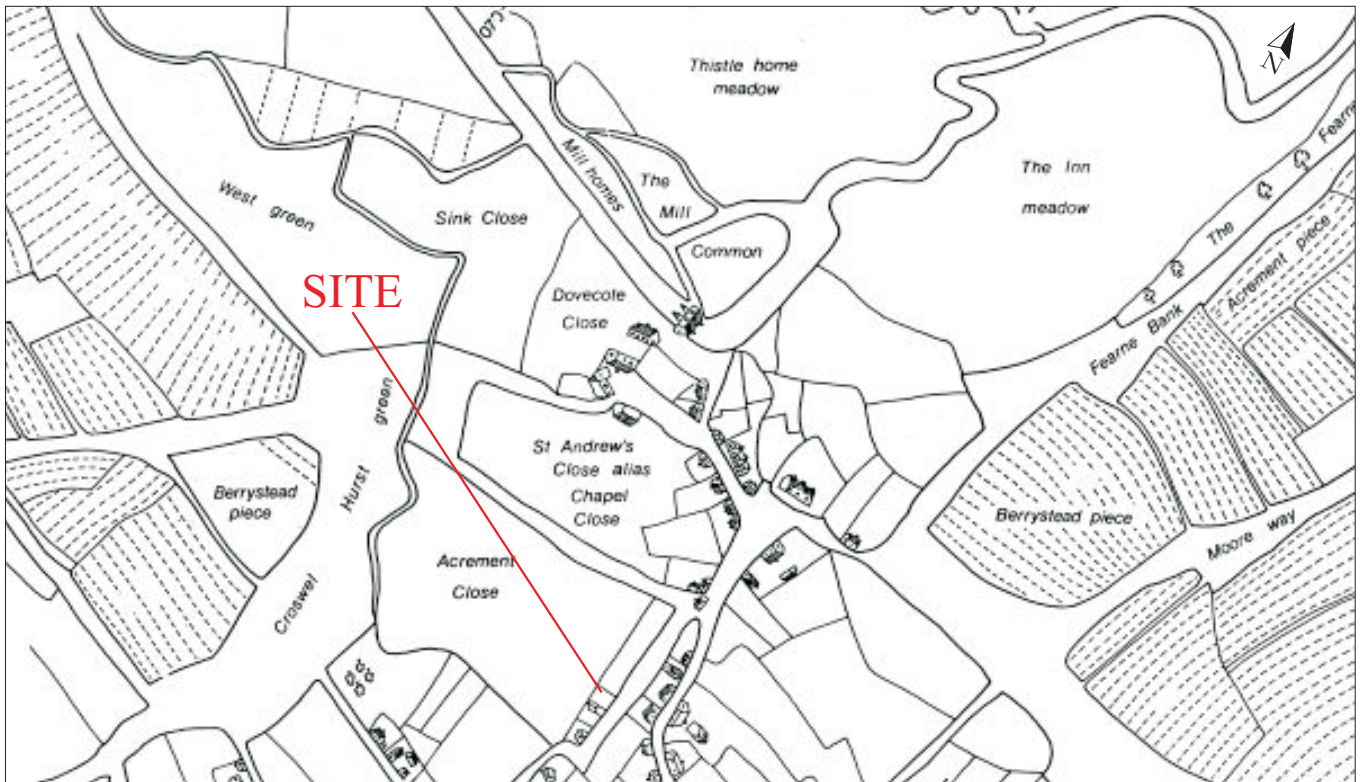 Thistle home
meadow
N
Fearne
The
The Inn
meadow
Mill homes
The
Mill
West green
Sink Close
Common
Acrement piece
SITE
Dovecote
Close
Fearne Bank
green
Hurst
St Andrew's
Close alias
Chapel
Close
Berrystead
piece
Berrystead piece
Moore way
Acrement
Close
Croswel